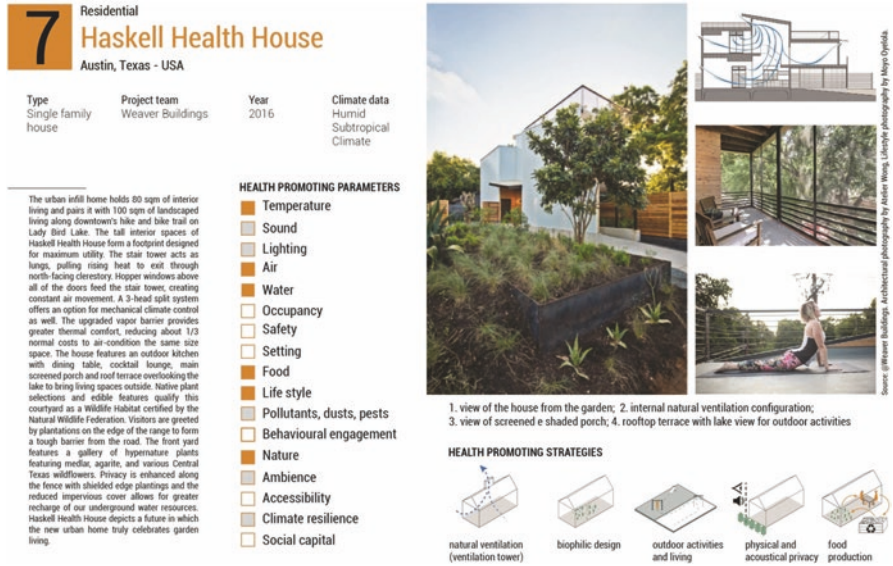 7
Residential
Haskell Health House
Austin, Texas - USA
Type
Single family
house
Project team
Weaver Buildings
Year
2016
Climate data
Humid
Subtropical
Climate
The urban infill home holds 80 sqm of interior
living and pairs it with 100 sqm of landscaped
living along downtown's hike and bike trail on
Lady Bird Lake. The tall interior spaces of
Haskell Health House form a footprint designed
for maximum utility. The stair tower acts as
lungs, pulling rising heat to exit through
north-facing clerestory. Hopper windows above
all of the doors feed the stair tower, creating
constant air movement. A 3-head split system
offers an option for mechanical climate control
as well. The upgraded vapor barrier provides
greater thermal comfort, reducing about 1/3
normal costs to air-condition the same size
space. The house features an outdoor kitchen
with dining table, cocktail lounge, main
screened porch and roof terrace overlooking the
lake to bring living spaces outside. Native plant
selections and edible features qualify this
courtyard as a Wildlife Habitat certified by the
Natural Wildlife Federation. Visitors are greeted
by plantations on the edge of the range to form
a tough barrier from the road. The front yard
features a gallery of hypernature plants
featuring medlar, agarite, and various Central
Texas wildflowers. Privacy is enhanced along
the fence with shielded edge plantings and the
reduced impervious cover allows for greater
recharge of our underground water resources.
Haskell Health House depicts a future in which
the new urban home truly celebrates garden
living.
HEALTH PROMOTING PARAMETERS
Temperature
Sound
Lighting
Air
Water
Occupancy
Safety
Setting
Food
Life style
Pollutants, dusts, pests
Behavioural engagement
Nature
Ambience
Accessibility
Climate resilience
Social capital
Source: @Weaver Buildings, Architectural photography by Atelier Wong, Lifestyle photography by Moyo Oyelola.
1. view of the house from the garden; 2. internal natural ventilation configuration;
3. view of screened e shaded porch; 4. rooftop terrace with lake view for outdoor activities
HEALTH PROMOTING STRATEGIES
natural ventilation
(ventilation tower)
biophilic design
outdoor activities
and living
physical and
acoustical privacy
food
production